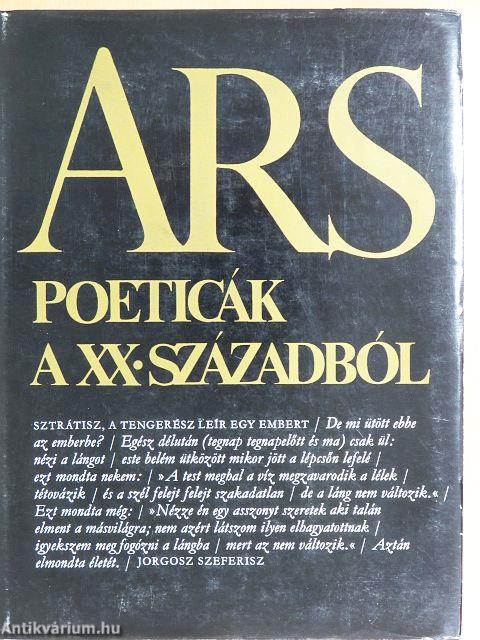 ARS
POETICÁK
A XX·SZÁZADBÓL
SZTRÁTISZ, A TENGERÉSZ LEÍR EGY EMBERT / De mi ütött ebbe
az emberbe? / Egész délután (tegnap tegnapelőtt és ma) csak ül:
nézi a lángot / este belém ütközött mikor jött a lépcsőn lefelé /
ezt mondta nekem: / »A test meghal a víz megzavarodik a lélek /
tétovázik / és a szél felejt felejt szakadatlan / de a láng nem változik.« /
Ezt mondta még: / »Nézze én egy asszonyt szeretek aki talán
elment a másvilágra; nem azért látszom ilyen elhagyatottnak /
igyekszem megfogózni a lángba / mert az nem változik.« / Aztán
elmondta életét. / JORGOSZ SZEFERISZ
Antikvárium.hu